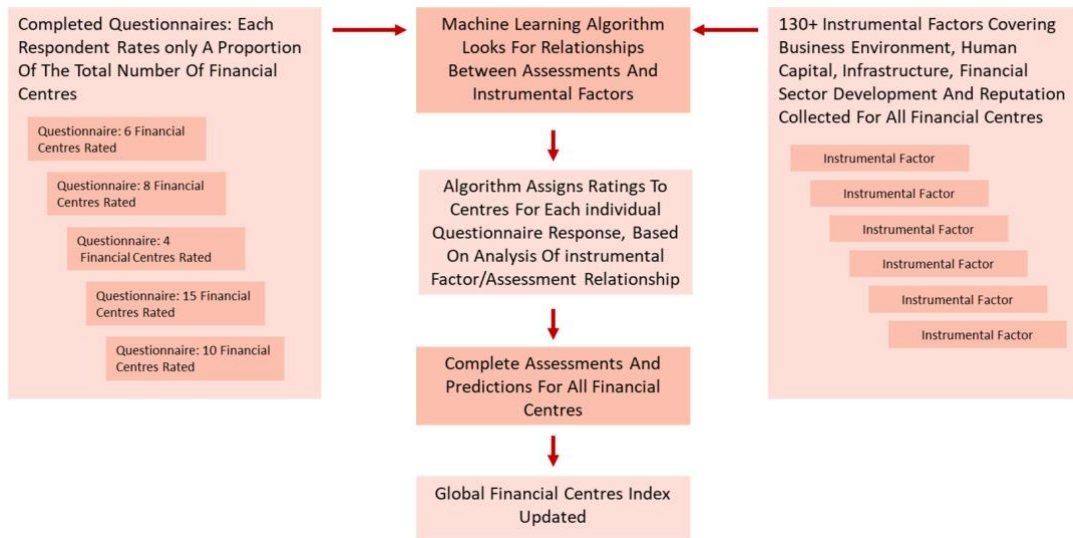 Completed Questionnaires: Each
Respondent Rates only A Proportion
Of The Total Number Of Financial
Centres
Questionnaire: 6 Financial
Centres Rated
Questionnaire: 8 Financial
Centres Rated
Questionnaire: 4
Financial Centres Rated
Questionnaire: 15 Financial
Centres Rated
Questionnaire: 10 Financial
Centres Rated
Machine Learning Algorithm
Looks For Relationships
Between Assessments And
Instrumental Factors
Algorithm Assigns Ratings To
Centres For Each individual
Questionnaire Response, Based
On Analysis Of instrumental
Factor/Assessment Relationship
Complete Assessments And
Predictions For All Financial
Centres
Global Financial Centres Index
Updated
130+ Instrumental Factors Covering
Business Environment, Human
Capital, Infrastructure, Financial
Sector Development And Reputation
Collected For All Financial Centres
Instrumental Factor
Instrumental Factor
Instrumental Factor
Instrumental Factor
Instrumental Factor
Instrumental Factor